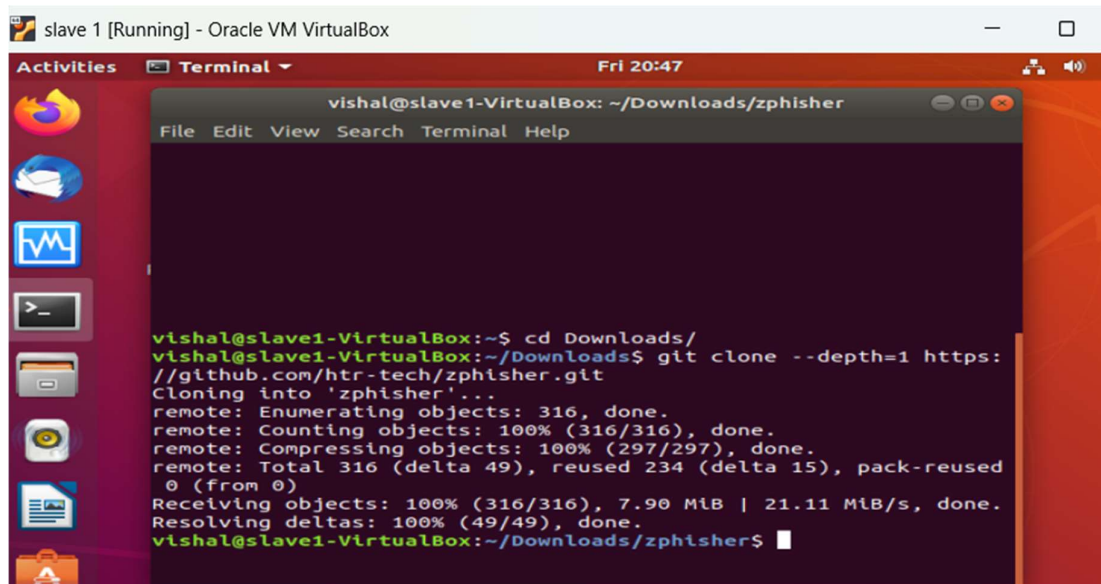 slave 1 [Running] - Oracle VM VirtualBox
Activities Terminal Fri 20:47
vishal@slave1-VirtualBox: ~/Downloads/zphisher
File Edit View Search Terminal Help
vishal@slave1-VirtualBox:~$ cd Downloads/
vishal@slave1-VirtualBox:~/Downloads$ git clone --depth=1 https:
//github.com/htr-tech/zphisher.git
Cloning into 'zphisher'...
remote: Enumerating objects: 316, done.
remote: Counting objects: 100% (316/316), done.
remote: Compressing objects: 100% (297/297), done.
remote: Total 316 (delta 49), reused 234 (delta 15), pack-reused
 0 (from 0)
Receiving objects: 100% (316/316), 7.90 MiB | 21.11 MiB/s, done.
Resolving deltas: 100% (49/49), done.
vishal@slave1-VirtualBox:~/Downloads/zphisher$